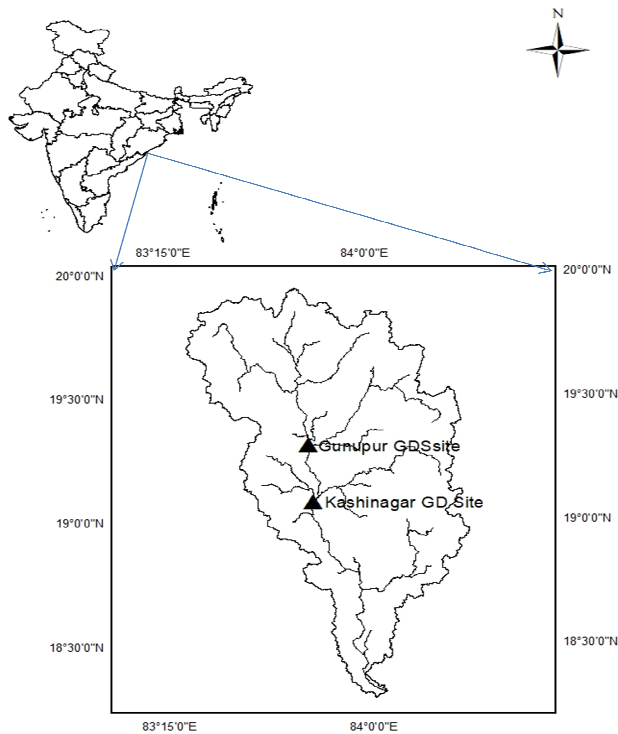 N
83°15'0"E 84°0'0"E
20°0'0"N 20°0'0"N
19°30'0"N 19°30'0"N
Gunupur GDSsite
Kashinagar GD Site
19°0'0"N 19°0'0"N
18°30'0"N 18°30'0"N
83°15'0"E 84°0'0"E